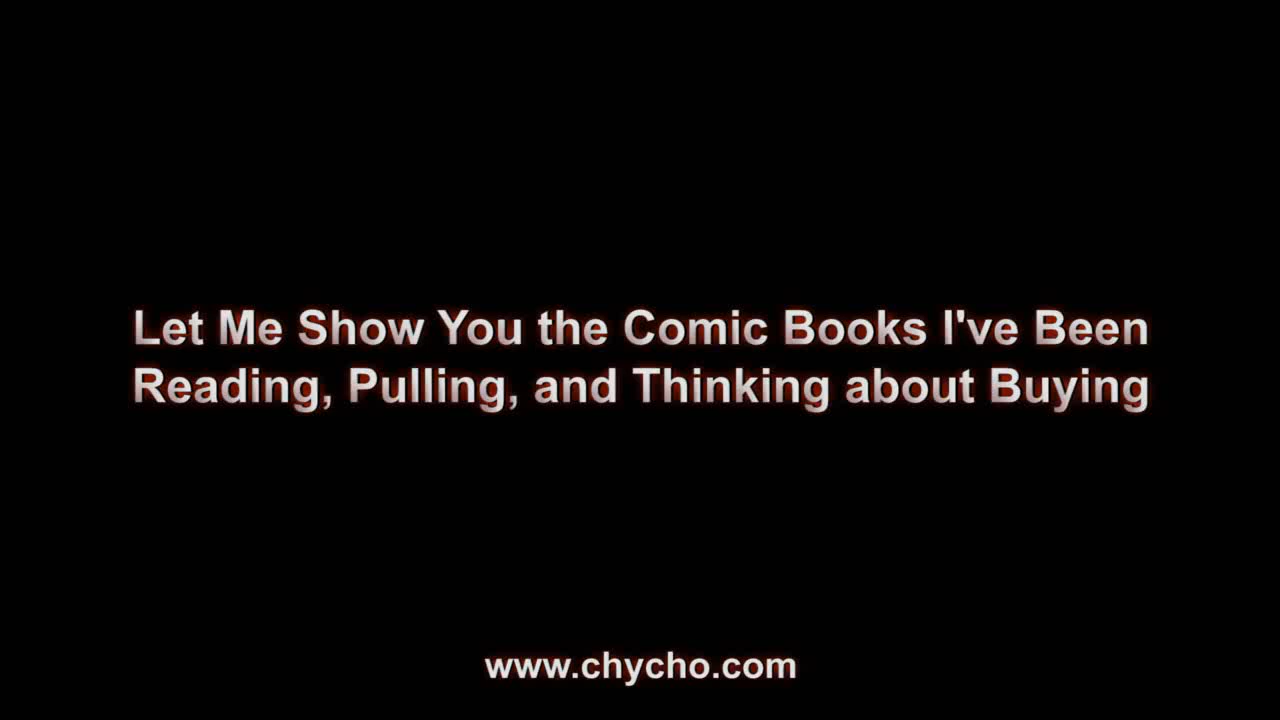 Let Me Show You the Comic Books I've Been
Reading, Pulling, and Thinking about Buying
www.chycho.com